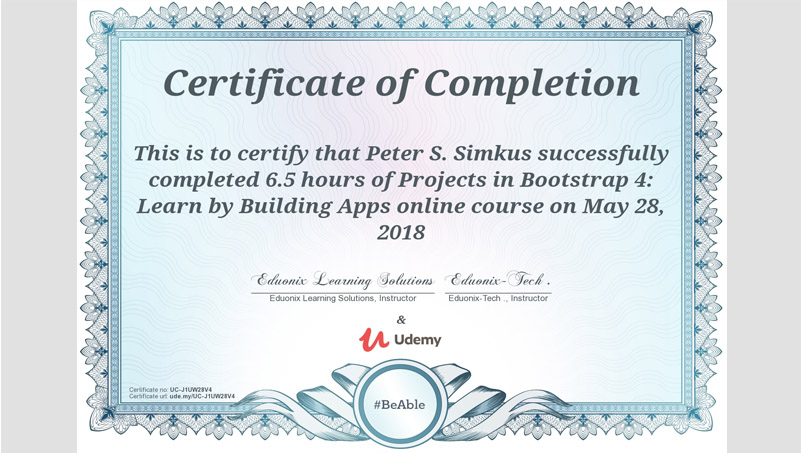 Certificate of Completion
This is to certify that Peter S. Simkus successfully
completed 6.5 hours of Projects in Bootstrap 4:
Learn by Building Apps online course on May 28,
2018
Eduonix Learning Solutions Eduonix-Tech .
Eduonix Learning Solutions, Instructor Eduonix-Tech ., Instructor
&
Udemy
Certificate no: UC-J1UW28V4
Certificate url: ude.my/UC-J1UW28V4
#BeAble